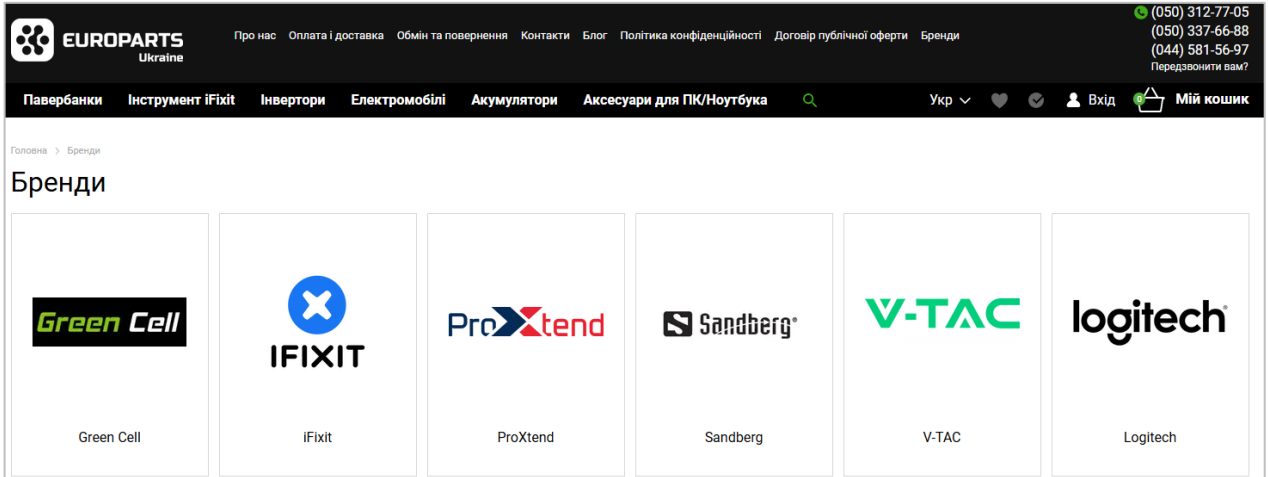 EUROPARTS
Ukraine
Про нас Оплата і доставка Обмін та повернення Контакти Блог Політика конфіденційності Договір публічної оферти Бренди
(050) 312-77-05
(050) 337-66-88
(044) 581-56-97
Передзвонити вам?
Павербанки Інструмент iFixit Інвертори Електромобілі Акумулятори Аксесуари для ПК/Ноутбука Укр Вхід 0 Мій кошик
Головна > Бренди
Бренди
Green Cell
IFIXIT
ProXtend
Sandberg®
V-TAC
logitech
Green Cell
iFixit
ProXtend
Sandberg
V-TAC
Logitech